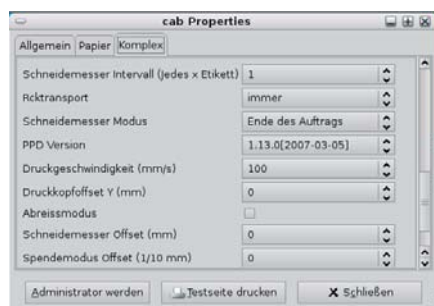 cab Properties
Allgemein Papier Komplex
Schneidemesser Intervall (Jedes x Etikett) 1
Rcktransport immer
Schneidemesser Modus Ende des Auftrags
PPD Version 1.13.0[2007-03-05]
Druckgeschwindigkeit (mm/s) 100
Druckkopfoffset Y (mm) 0
Abreissmodus
Schneidemesser Offset (mm) 0
Spendemodus Offset (1/10 mm) 0
Administrator werden Testseite drucken X Schließen